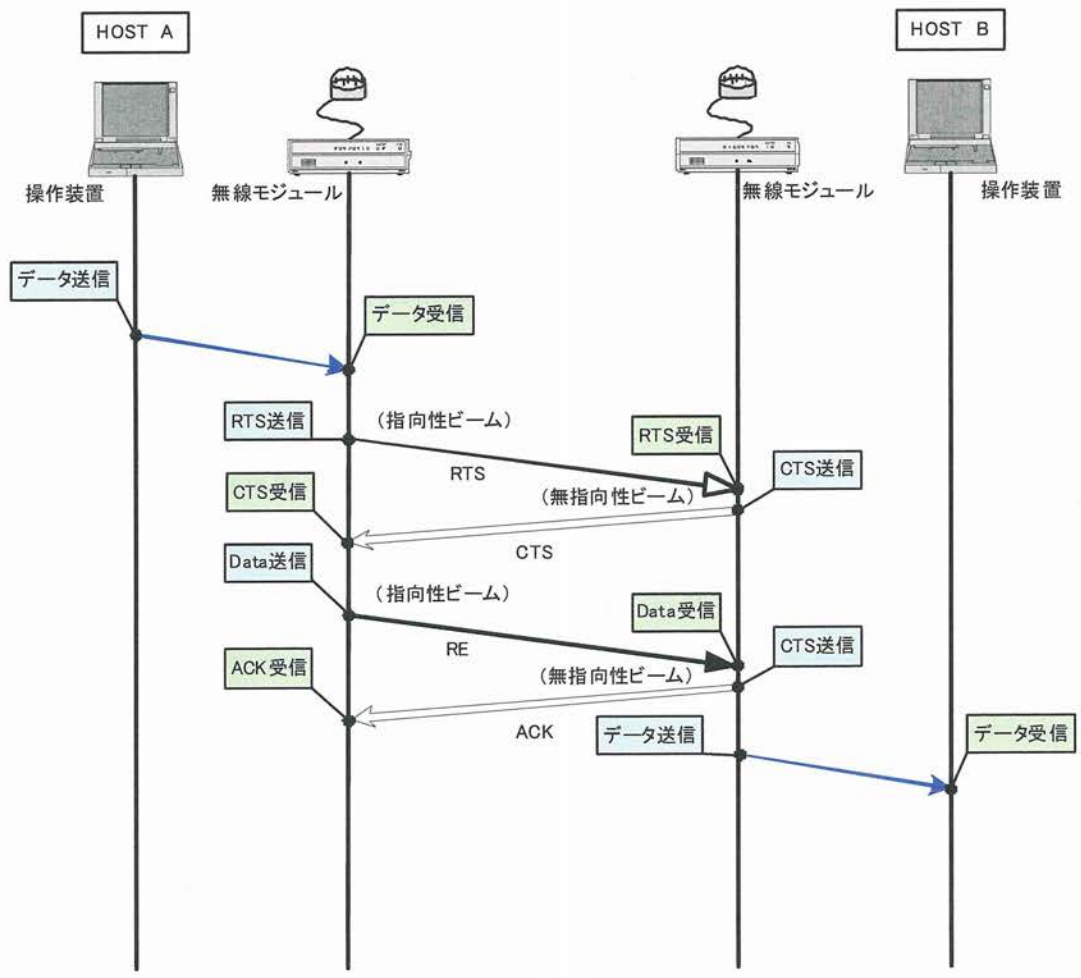 HOST A
HOST B
操作装置
無線モジュール
無線モジュール
操作装置
データ送信
データ受信
RTS送信
(指向性ビーム)
RTS受信
RTS
CTS送信
CTS受信
(無指向性ビーム)
CTS
Data送信
(指向性ビーム)
Data受信
RE
CTS送信
ACK受信
(無指向性ビーム)
ACK
データ送信
データ受信